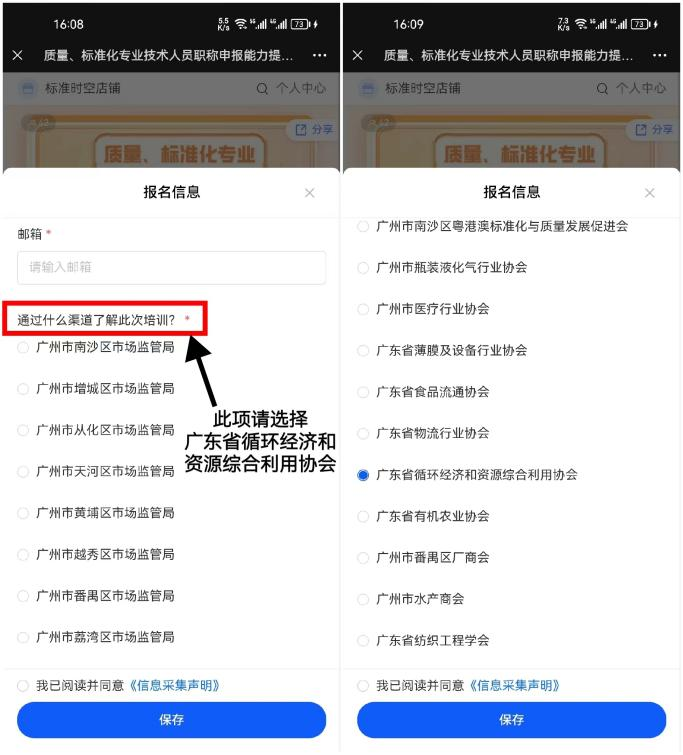 16:08
5.5 K/s
73
质量、标准化专业技术人员职称申报能力提...
标准时空店铺
个人中心
分享
质量、标准化专业
报名信息
邮箱 *
请输入邮箱
通过什么渠道了解此次培训? *
广州市南沙区市场监管局
广州市增城区市场监管局
广州市从化区市场监管局
广州市天河区市场监管局
广州市黄埔区市场监管局
广州市越秀区市场监管局
广州市番禺区市场监管局
广州市荔湾区市场监管局
此项请选择
广东省循环经济和
资源综合利用协会
我已阅读并同意《信息采集声明》
保存
16:09
7.3 K/s
73
质量、标准化专业技术人员职称申报能力提...
标准时空店铺
个人中心
分享
质量、标准化专业
报名信息
广州市南沙区粤港澳标准化与质量发展促进会
广州市瓶装液化气行业协会
广州市医疗行业协会
广东省薄膜及设备行业协会
广东省食品流通协会
广东省物流行业协会
广东省循环经济和资源综合利用协会
广东省有机农业协会
广州市番禺区厂商会
广州市水产商会
广东省纺织工程学会
我已阅读并同意《信息采集声明》
保存